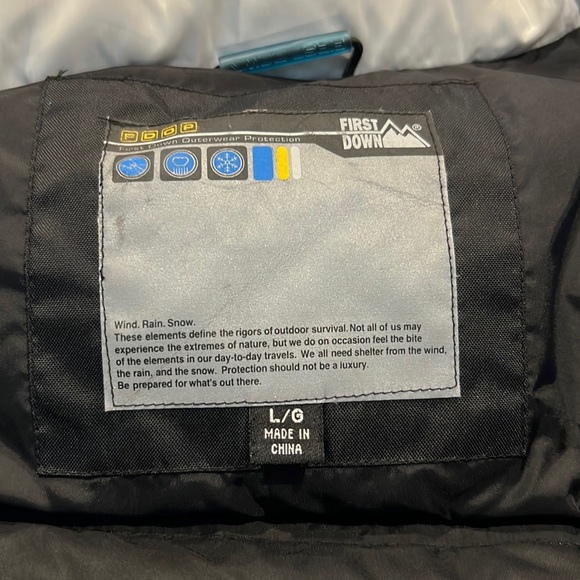 FDOP
First Down Outerwear Protection
FIRST
DOWN®
Wind. Rain. Snow.
These elements define the rigors of outdoor survival. Not all of us may
experience the extremes of nature, but we do on occasion feel the bite
of the elements in our day-to-day travels. We all need shelter from the wind,
the rain, and the snow. Protection should not be a luxury.
Be prepared for what's out there.
L/G
MADE IN
CHINA